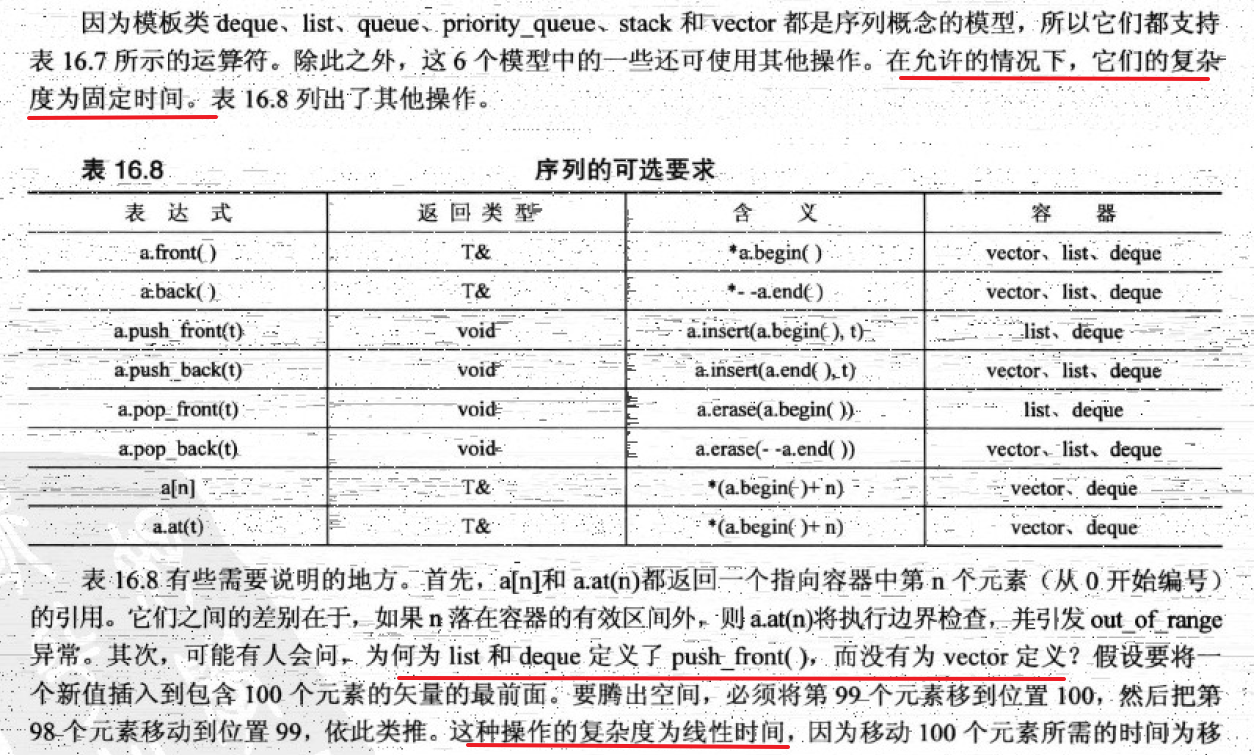 因为模板类 deque、list、queue、priority_queue、stack 和 vector 都是序列概念的模型，所以它们都支持
表 16.7 所示的运算符。除此之外，这 6 个模型中的一些还可使用其他操作。在允许的情况下，它们的复杂
度为固定时间。表 16.8 列出了其他操作。
表 16.8 序列的可选要求
表 达 式 返 回 类 型 含 义 容 器
a.front( ) T& *a.begin( ) vector、list、deque
a.back( ) T& *- -a.end( ) vector、list、deque
a.push_front(t) void a.insert(a.begin( ), t) list、deque
a.push_back(t) void a.insert(a.end( ), t) vector、list、deque
a.pop_front(t) void a.erase(a.begin( )) list、deque
a.pop_back(t) void a.erase(- -a.end( )) vector、list、deque
a[n] T& *(a.begin( )+ n) vector、deque
a.at(t) T& *(a.begin( )+ n) vector、deque
表 16.8 有些需要说明的地方。首先，a[n]和 a.at(n)都返回一个指向容器中第 n 个元素（从 0 开始编号）
的引用。它们之间的差别在于，如果 n 落在容器的有效区间外，则 a.at(n)将执行边界检查，并引发 out_of_range
异常。其次，可能有人会问，为何为 list 和 deque 定义了 push_front( )，而没有为 vector 定义？假设要将一
个新值插入到包含 100 个元素的矢量的最前面。要腾出空间，必须将第 99 个元素移到位置 100，然后把第
98 个元素移动到位置 99，依此类推。这种操作的复杂度为线性时间，因为移动 100 个元素所需的时间为移